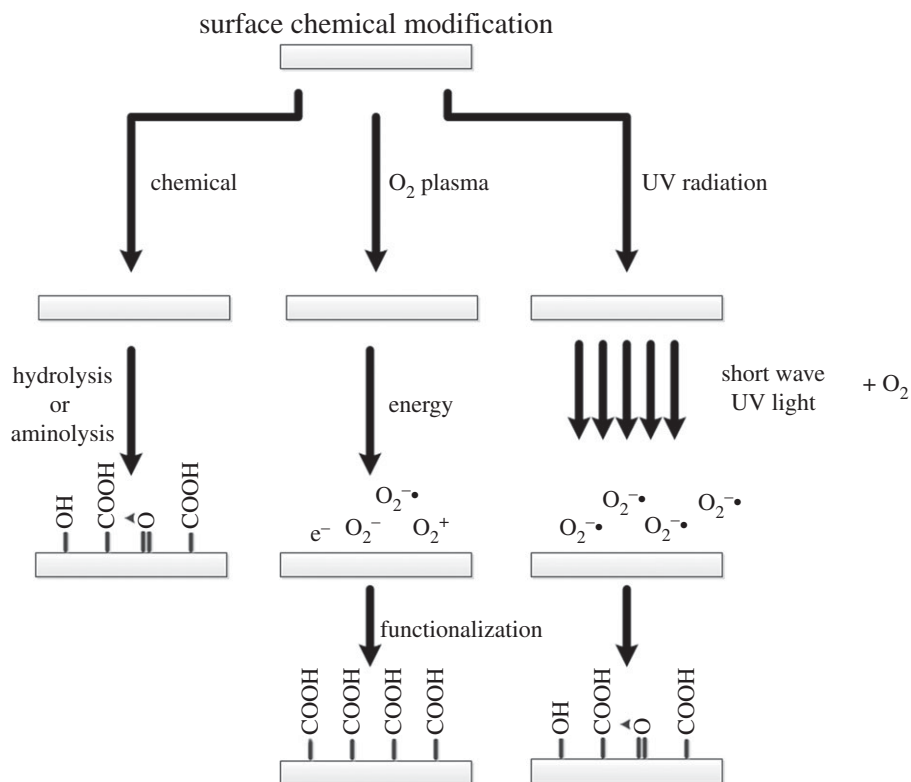 surface chemical modification
chemical
O₂ plasma
UV radiation
hydrolysis
or
aminolysis
energy
short wave
UV light
+ O₂
OH
COOH
O
COOH
O₂⁻•
e⁻
O₂⁻
O₂⁺
O₂⁻•
O₂⁻•
O₂⁻•
O₂⁻•
functionalization
COOH
COOH
COOH
COOH
OH
COOH
O
COOH